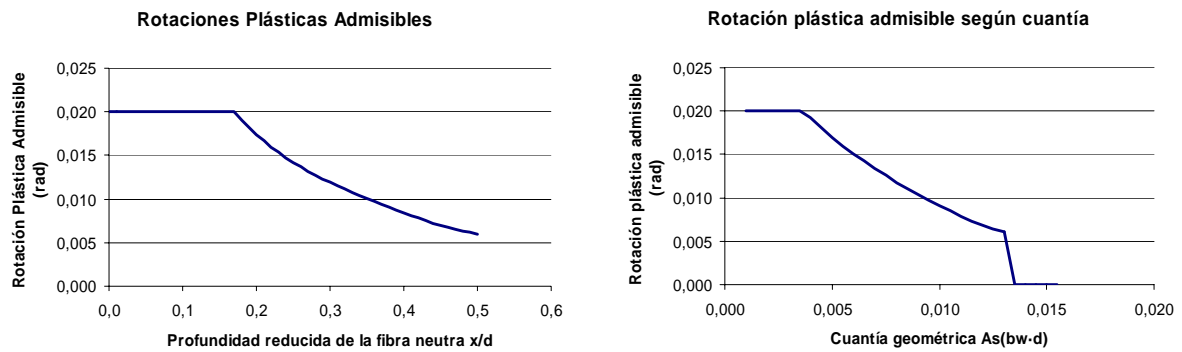 Rotaciones Plásticas Admisibles
Rotación Plástica Admisible
(rad)
0,025
0,020
0,015
0,010
0,005
0,000
0,0 0,1 0,2 0,3 0,4 0,5 0,6
Profundidad reducida de la fibra neutra x/d
Rotación plástica admisible según cuantía
Rotación plástica admisible
(rad)
0,025
0,020
0,015
0,010
0,005
0,000
0,000 0,005 0,010 0,015 0,020
Cuantía geométrica As(bw·d)